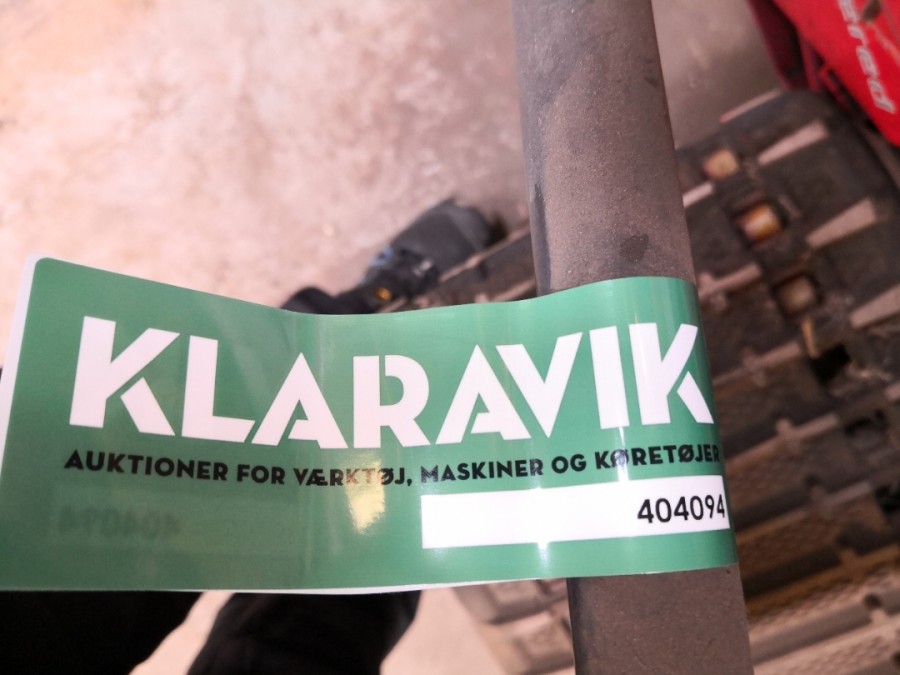 KLARAVIK
AUKTIONER FOR VÆRKTØJ, MASKINER OG KØRETØJER
404094